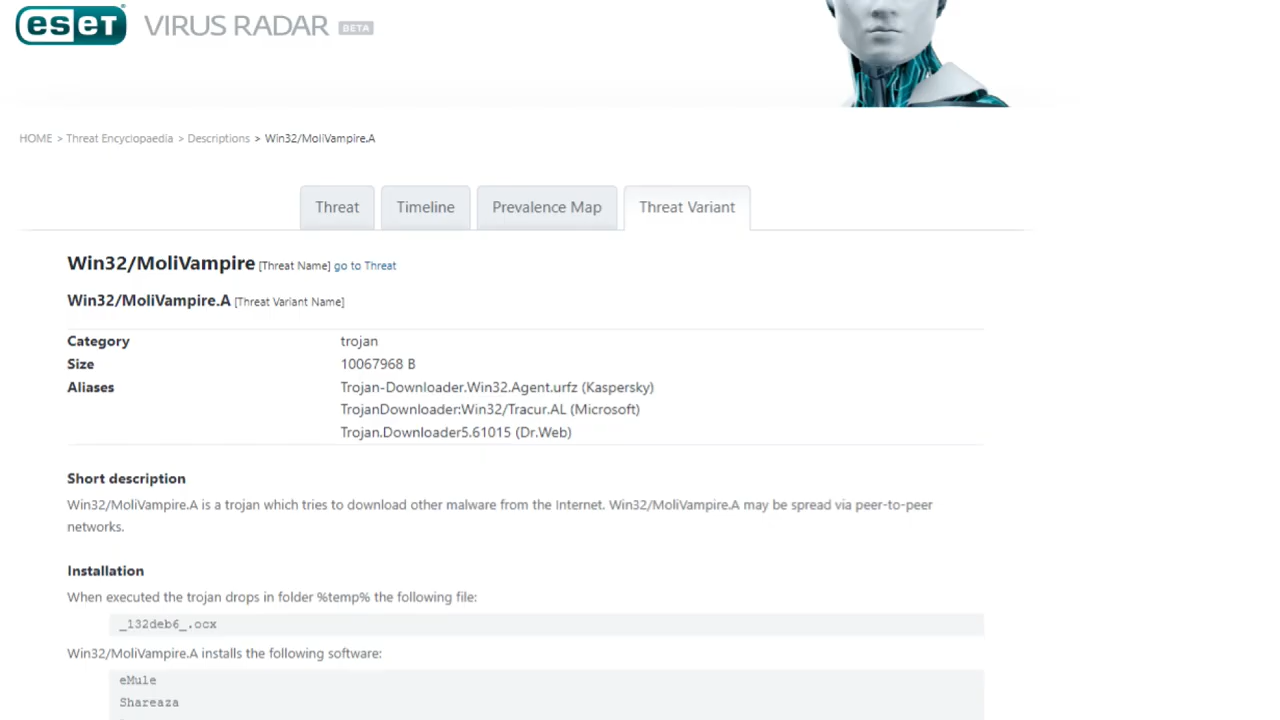 eset VIRUS RADAR BETA
HOME > Threat Encyclopaedia > Descriptions > Win32/MoliVampire.A
Threat Timeline Prevalence Map Threat Variant
Win32/MoliVampire [Threat Name] go to Threat
Win32/MoliVampire.A [Threat Variant Name]
Category trojan
Size 10067968 B
Aliases Trojan-Downloader.Win32.Agent.urfz (Kaspersky)
TrojanDownloader:Win32/Tracur.AL (Microsoft)
Trojan.Downloader5.61015 (Dr.Web)
Short description
Win32/MoliVampire.A is a trojan which tries to download other malware from the Internet. Win32/MoliVampire.A may be spread via peer-to-peer
networks.
Installation
When executed the trojan drops in folder %temp% the following file:
_132deb6_.ocx
Win32/MoliVampire.A installs the following software:
eMule
Shareaza